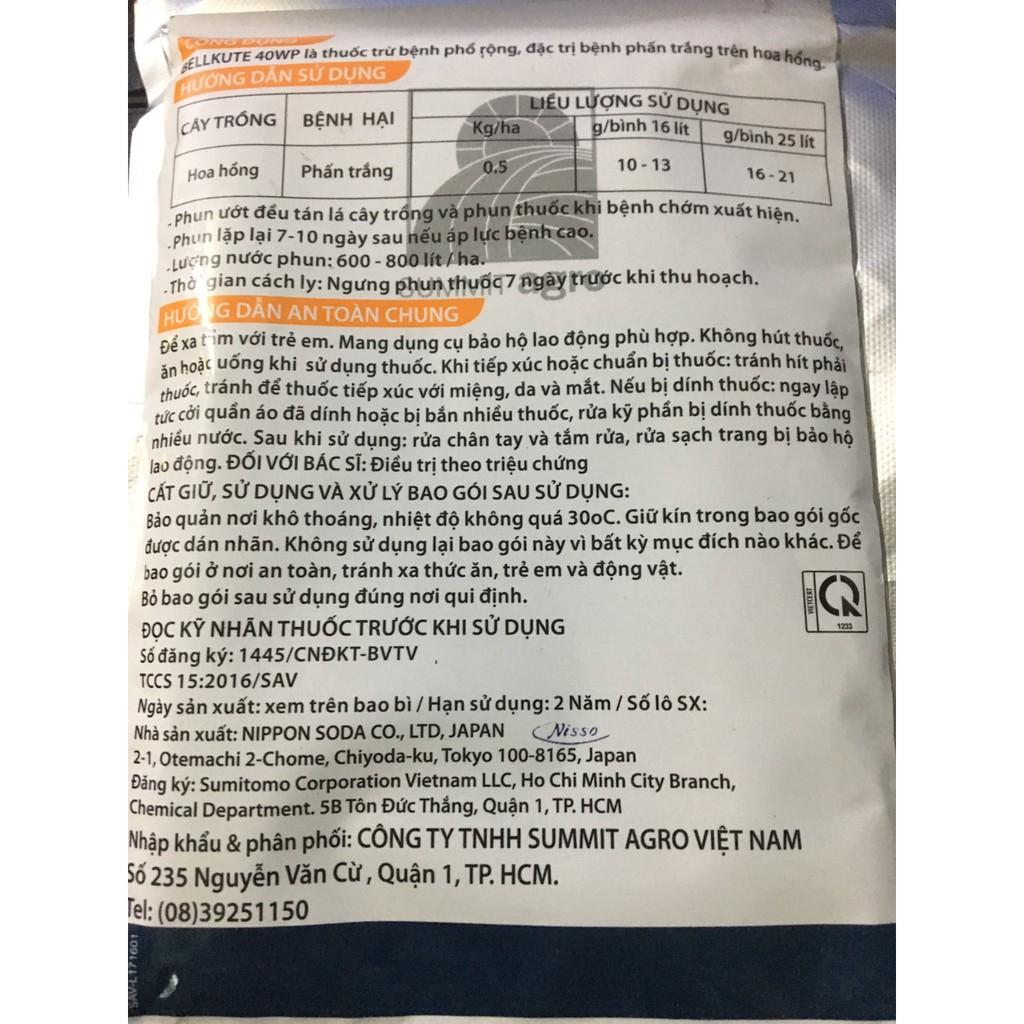 CÔNG DỤNG
BELLKUTE 40WP là thuốc trừ bệnh phổ rộng, đặc trị bệnh phấn trắng trên hoa hồng.
HƯỚNG DẪN SỬ DỤNG
CÂY TRỒNG
BỆNH HẠI
LIỀU LƯỢNG SỬ DỤNG
Kg/ha
g/bình 16 lít
g/bình 25 lít
Hoa hồng
Phấn trắng
0.5
10 - 13
16 - 21
.Phun ướt đều tán lá cây trồng và phun thuốc khi bệnh chớm xuất hiện.
.Phun lặp lại 7-10 ngày sau nếu áp lực bệnh cao.
.Lượng nước phun: 600 - 800 lít / ha.
.Thời gian cách ly: Ngưng phun thuốc 7 ngày trước khi thu hoạch.
SUMMIT agro
HƯỚNG DẪN AN TOÀN CHUNG
Để xa tầm với trẻ em. Mang dụng cụ bảo hộ lao động phù hợp. Không hút thuốc,
ăn hoặc uống khi sử dụng thuốc. Khi tiếp xúc hoặc chuẩn bị thuốc: tránh hít phải
thuốc, tránh để thuốc tiếp xúc với miệng, da và mắt. Nếu bị dính thuốc: ngay lập
tức cởi quần áo đã dính hoặc bị bắn nhiều thuốc, rửa kỹ phần bị dính thuốc bằng
nhiều nước. Sau khi sử dụng: rửa chân tay và tắm rửa, rửa sạch trang bị bảo hộ
lao động. ĐỐI VỚI BÁC SĨ: Điều trị theo triệu chứng
CẤT GIỮ, SỬ DỤNG VÀ XỬ LÝ BAO GÓI SAU SỬ DỤNG:
Bảo quản nơi khô thoáng, nhiệt độ không quá 30oC. Giữ kín trong bao gói gốc
được dán nhãn. Không sử dụng lại bao gói này vì bất kỳ mục đích nào khác. Để
bao gói ở nơi an toàn, tránh xa thức ăn, trẻ em và động vật.
Bỏ bao gói sau sử dụng đúng nơi qui định.
VIETCERT
1233
ĐỌC KỸ NHÃN THUỐC TRƯỚC KHI SỬ DỤNG
Số đăng ký: 1445/CNĐKT-BVTV
TCCS 15:2016/SAV
Ngày sản xuất: xem trên bao bì / Hạn sử dụng: 2 Năm / Số lô SX:
Nhà sản xuất: NIPPON SODA CO., LTD, JAPAN Nisso
2-1, Otemachi 2-Chome, Chiyoda-ku, Tokyo 100-8165, Japan
Đăng ký: Sumitomo Corporation Vietnam LLC, Ho Chi Minh City Branch,
Chemical Department. 5B Tôn Đức Thắng, Quận 1, TP. HCM
Nhập khẩu & phân phối: CÔNG TY TNHH SUMMIT AGRO VIỆT NAM
Số 235 Nguyễn Văn Cừ, Quận 1, TP. HCM.
Tel: (08)39251150
SAV-L171601